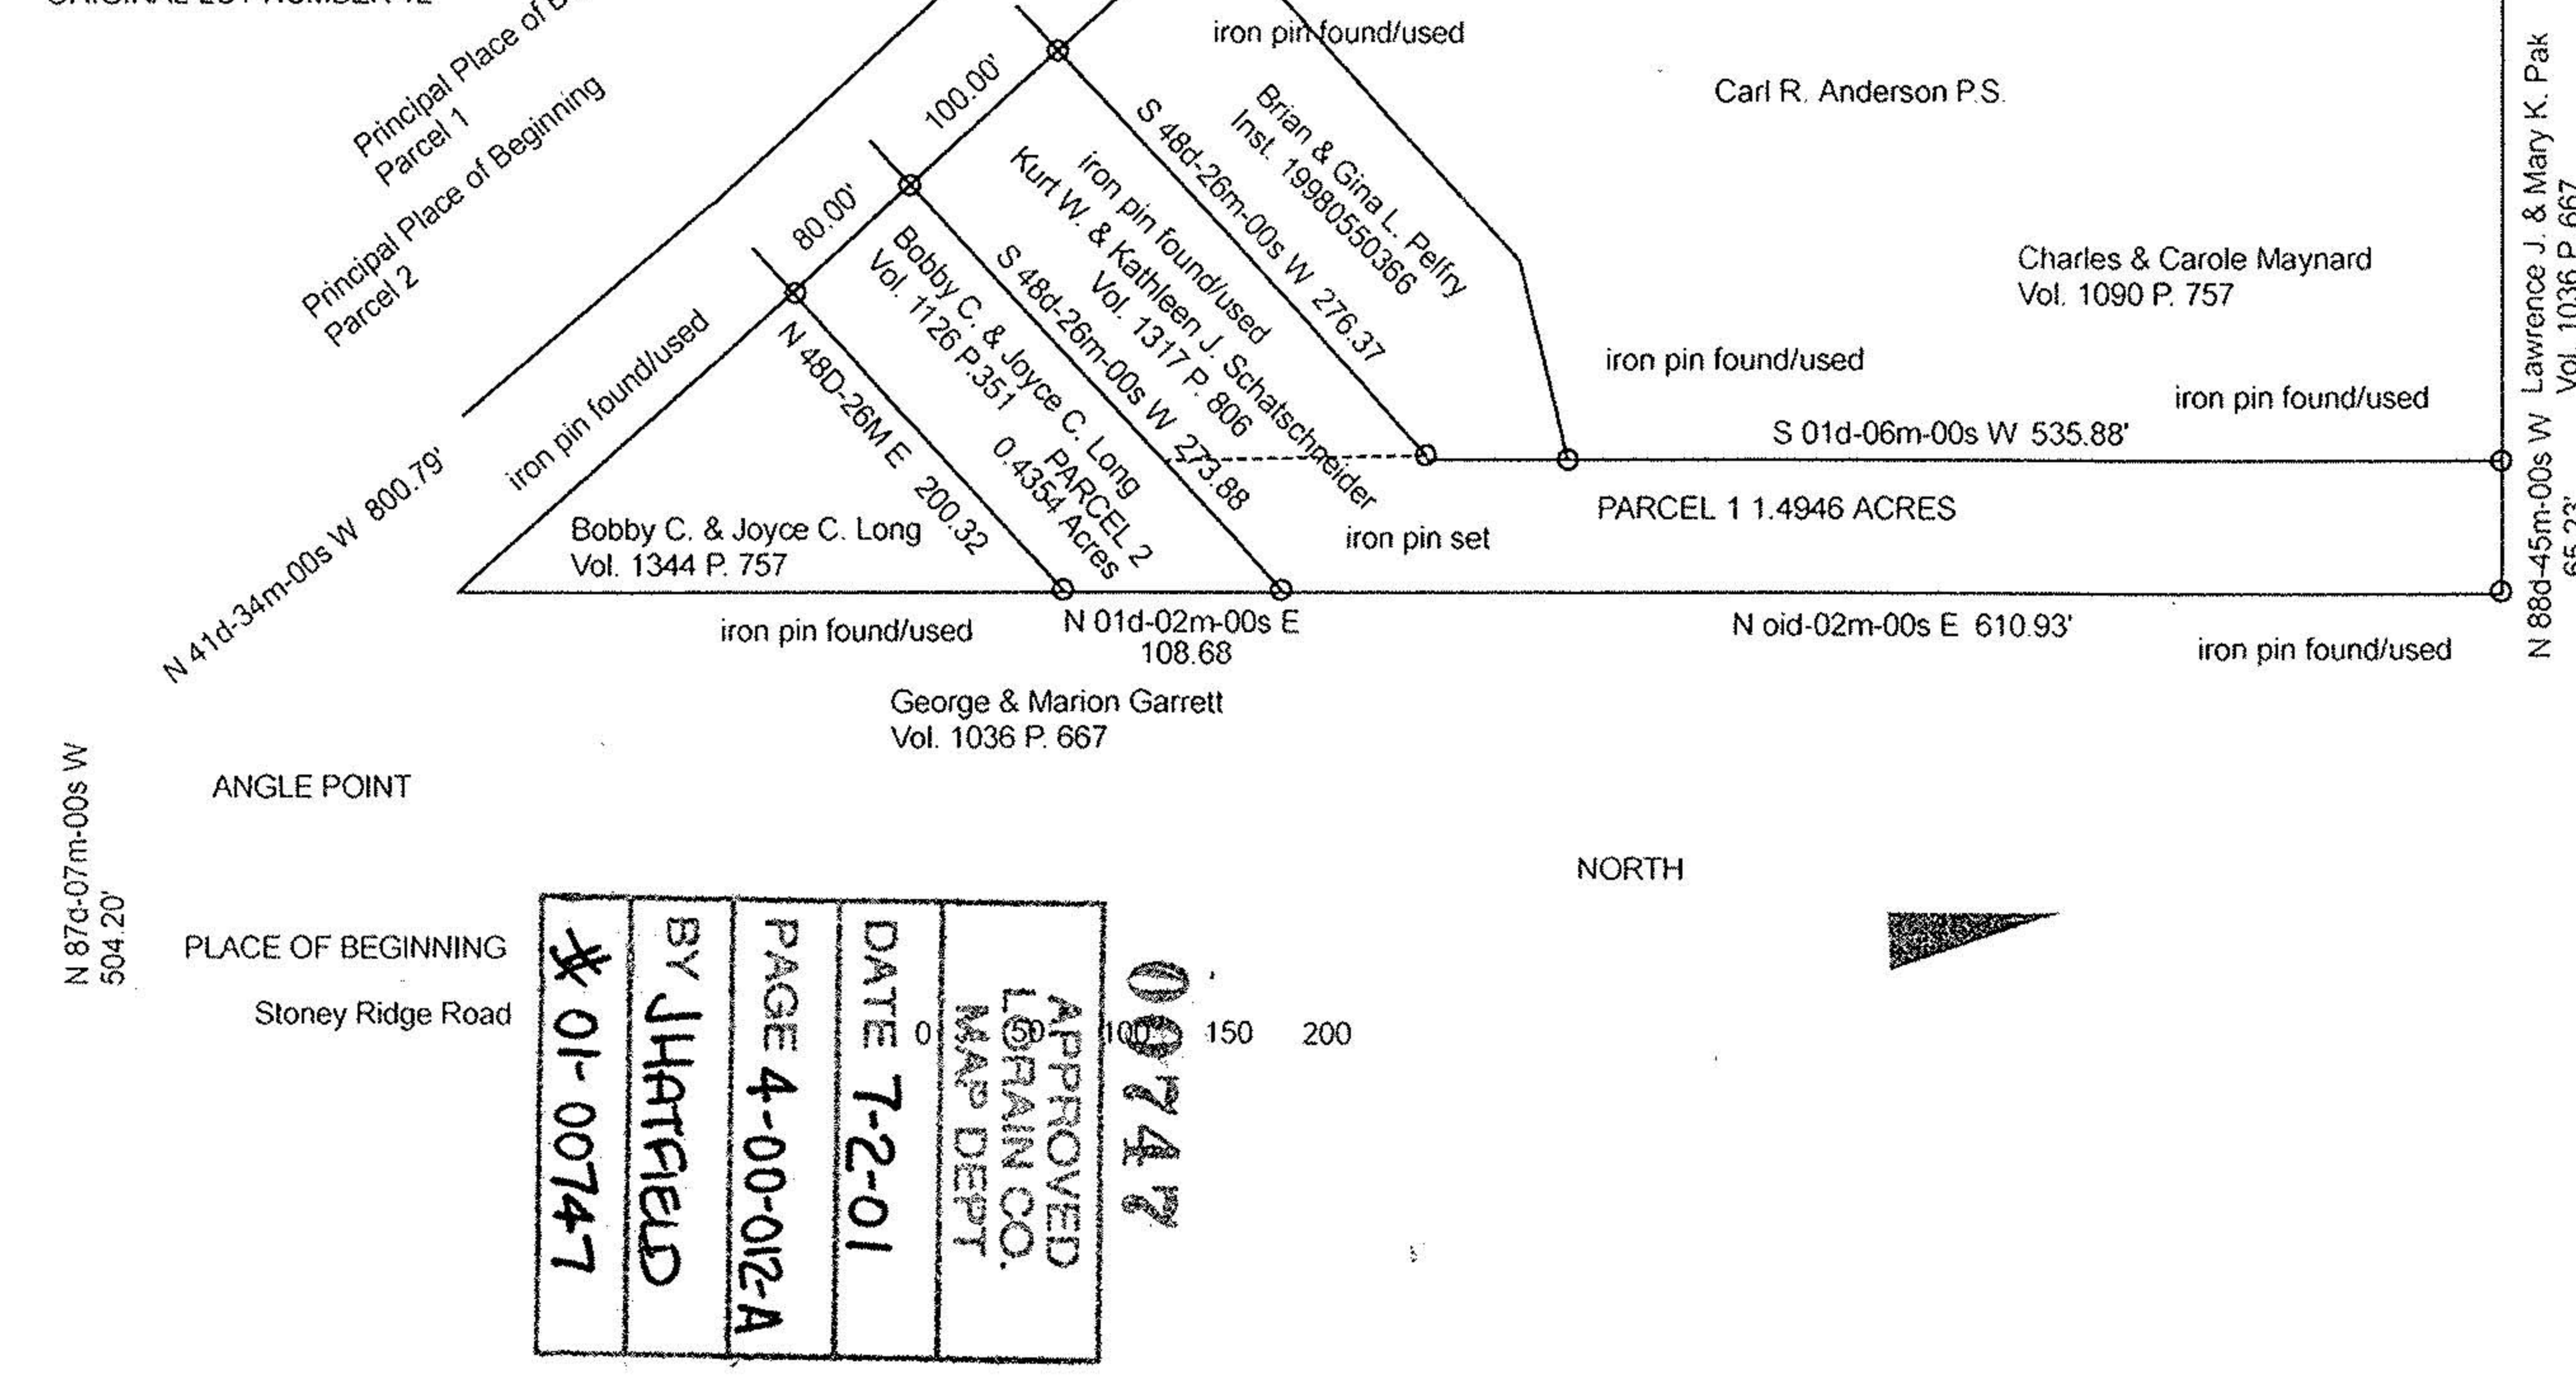 Principal Place of
Parcel 1
Principal Place of Beginning
Parcel 2
iron pin found/used
Carl R. Anderson P.S.
100.00'
80.00'
Brian & Gina L. Pelfry
Inst. 19980550366
S 48d-26m-00s W 276.37
iron pin found/used
Kurt W. & Kathleen J. Schatschneider
Vol. 1317 P. 806
S 48d-26m-00s W 273.88
Bobby C. & Joyce C. Long
Vol. 1126 P.351
PARCEL 2
0.4354 Acres
N 48D-26M E 200.32
iron pin found/used
Charles & Carole Maynard
Vol. 1090 P. 757
Lawrence J. & Mary K. Pak
Vol. 1036 P. 667
iron pin found/used
iron pin found/used
S 01d-06m-00s W 535.88'
N 88d-45m-00s W
65.23'
N 41d-34m-00s W 800.79'
PARCEL 1 1.4946 ACRES
iron pin set
Bobby C. & Joyce C. Long
Vol. 1344 P. 757
iron pin found/used
N 01d-02m-00s E
108.68
N oid-02m-00s E 610.93'
iron pin found/used
George & Marion Garrett
Vol. 1036 P. 667
N 87d-07m-00s W
504.20'
ANGLE POINT
NORTH
PLACE OF BEGINNING
Stoney Ridge Road
0 50 100 150 200
00747
APPROVED
LORAIN CO.
MAP DEPT
DATE 7-2-01
PAGE 4-00-012-A
BY JHATFIELD
# 01-00747